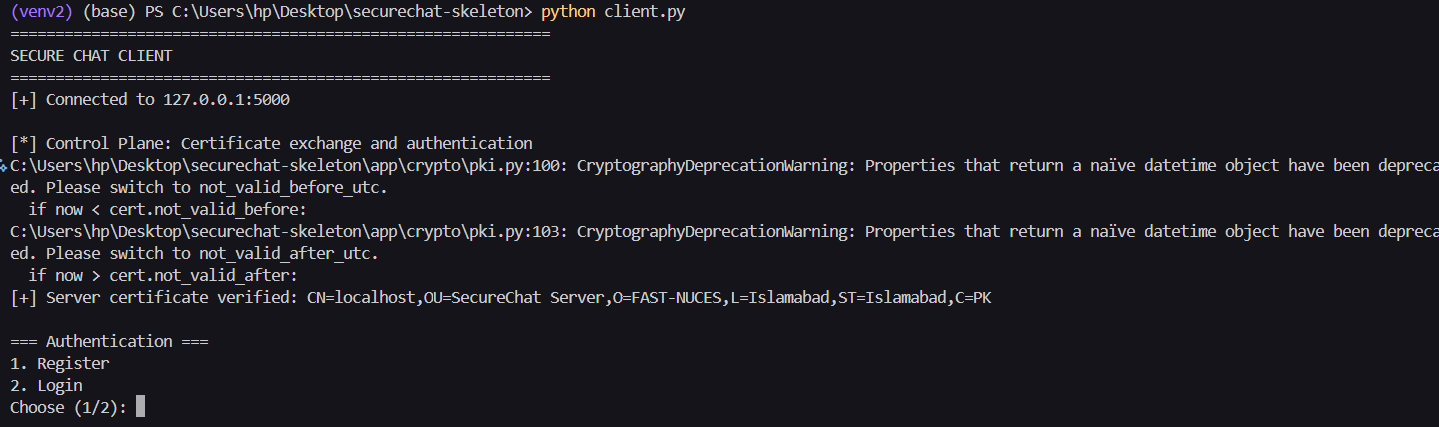 (venv2) (base) PS C:\Users\hp\Desktop\securechat-skeleton> python client.py
============================================================
SECURE CHAT CLIENT
============================================================
[+] Connected to 127.0.0.1:5000
[*] Control Plane: Certificate exchange and authentication
C:\Users\hp\Desktop\securechat-skeleton\app\crypto\pki.py:100: CryptographyDeprecationWarning: Properties that return a naïve datetime object have been depreca
ed. Please switch to not_valid_before_utc.
  if now < cert.not_valid_before:
C:\Users\hp\Desktop\securechat-skeleton\app\crypto\pki.py:103: CryptographyDeprecationWarning: Properties that return a naïve datetime object have been depreca
ed. Please switch to not_valid_after_utc.
  if now > cert.not_valid_after:
[+] Server certificate verified: CN=localhost,OU=SecureChat Server,O=FAST-NUCES,L=Islamabad,ST=Islamabad,C=PK
=== Authentication ===
1. Register
2. Login
Choose (1/2):